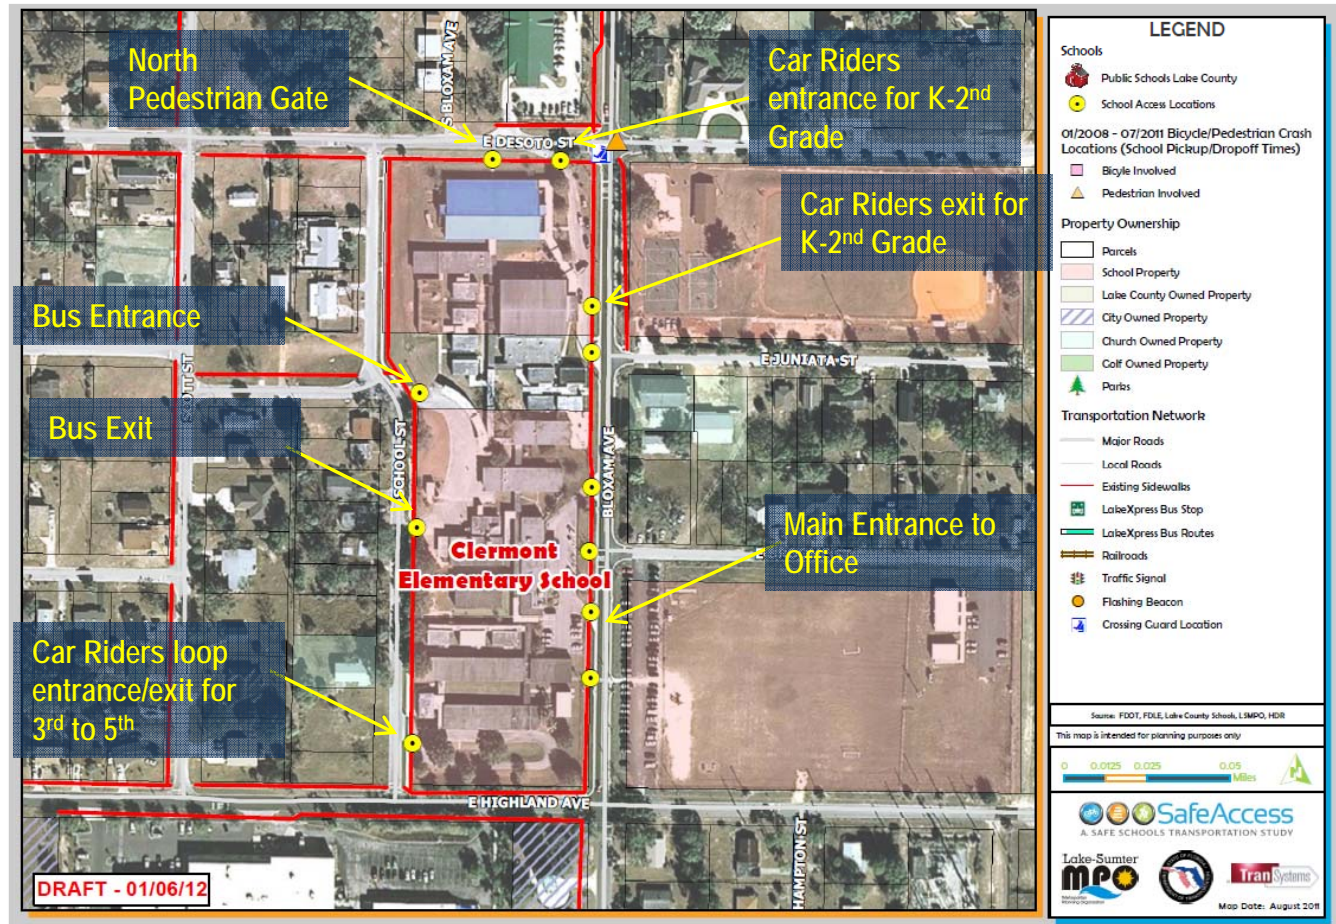 North
Pedestrian Gate
S BLOXAM AVE
Car Riders
entrance for K-2nd
Grade
E DESOTO ST
Car Riders exit for
K-2nd Grade
Bus Entrance
E JUNIATA ST
Bus Exit
SCHOOL ST
BLOXAM AVE
Main Entrance to
Office
Clermont
Elementary School
E
Car Riders loop
entrance/exit for
3rd to 5th
E HIGHLAND AVE
HAMPTON ST
DRAFT - 01/06/12
LEGEND
Schools
Public Schools Lake County
School Access Locations
01/2008 - 07/2011 Bicycle/Pedestrian Crash
Locations (School Pickup/Dropoff Times)
Bicyle Involved
Pedestrian Involved
Property Ownership
Parcels
School Property
Lake County Owned Property
City Owned Property
Church Owned Property
Golf Owned Property
Parks
Transportation Network
Major Roads
Local Roads
Existing Sidewalks
LakeXpress Bus Stop
LakeXpress Bus Routes
Railroads
Traffic Signal
Flashing Beacon
Crossing Guard Location
Source: FDOT, FDLE, Lake County Schools, LSMPO, HDR
This map is intended for planning purposes only
0 0.0125 0.025 0.05
Miles
N
SafeAccess
A SAFE SCHOOLS TRANSPORTATION STUDY
Lake-Sumter
MPO
TranSystems
Map Date: August 2011